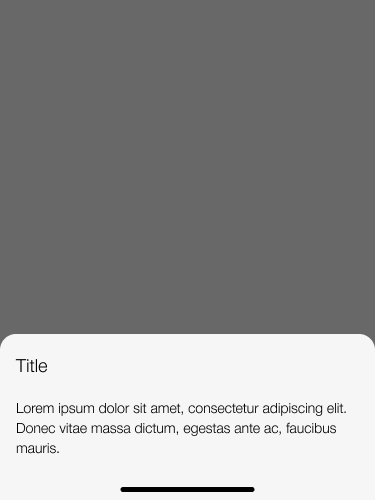 Title
Lorem ipsum dolor sit amet, consectetur adipiscing elit.
Donec vitae massa dictum, egestas ante ac, faucibus
mauris.